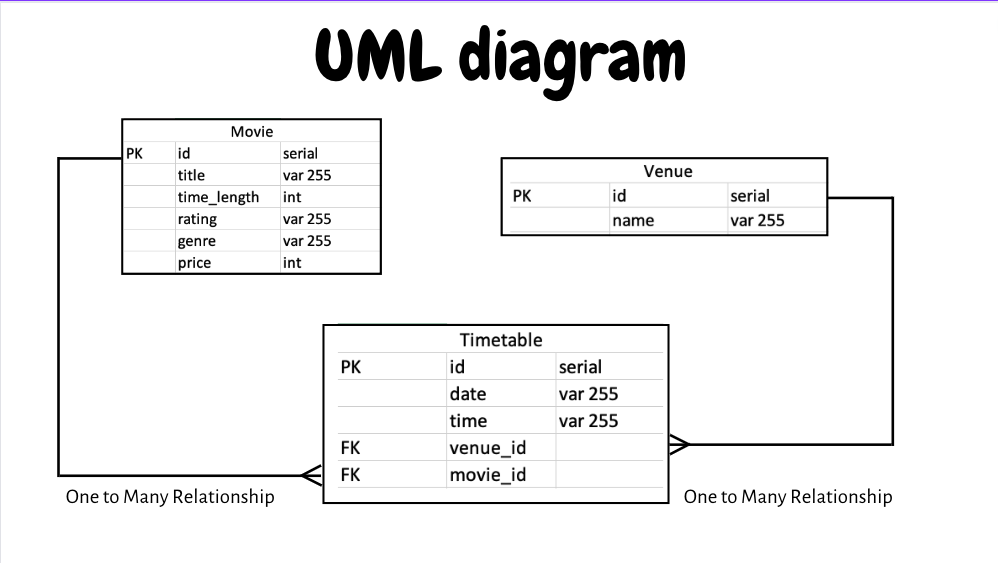 UML diagram
Movie
PK id serial
title var 255
time_length int
rating var 255
genre var 255
price int
Venue
PK id serial
name var 255
Timetable
PK id serial
date var 255
time var 255
FK venue_id
FK movie_id
One to Many Relationship
One to Many Relationship